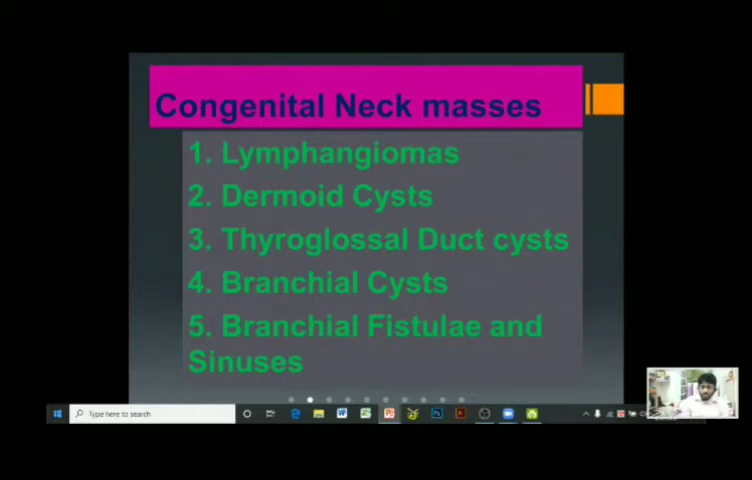 Congenital Neck masses
1. Lymphangiomas
2. Dermoid Cysts
3. Thyroglossal Duct cysts
4. Branchial Cysts
5. Branchial Fistulae and
Sinuses
Type here to search